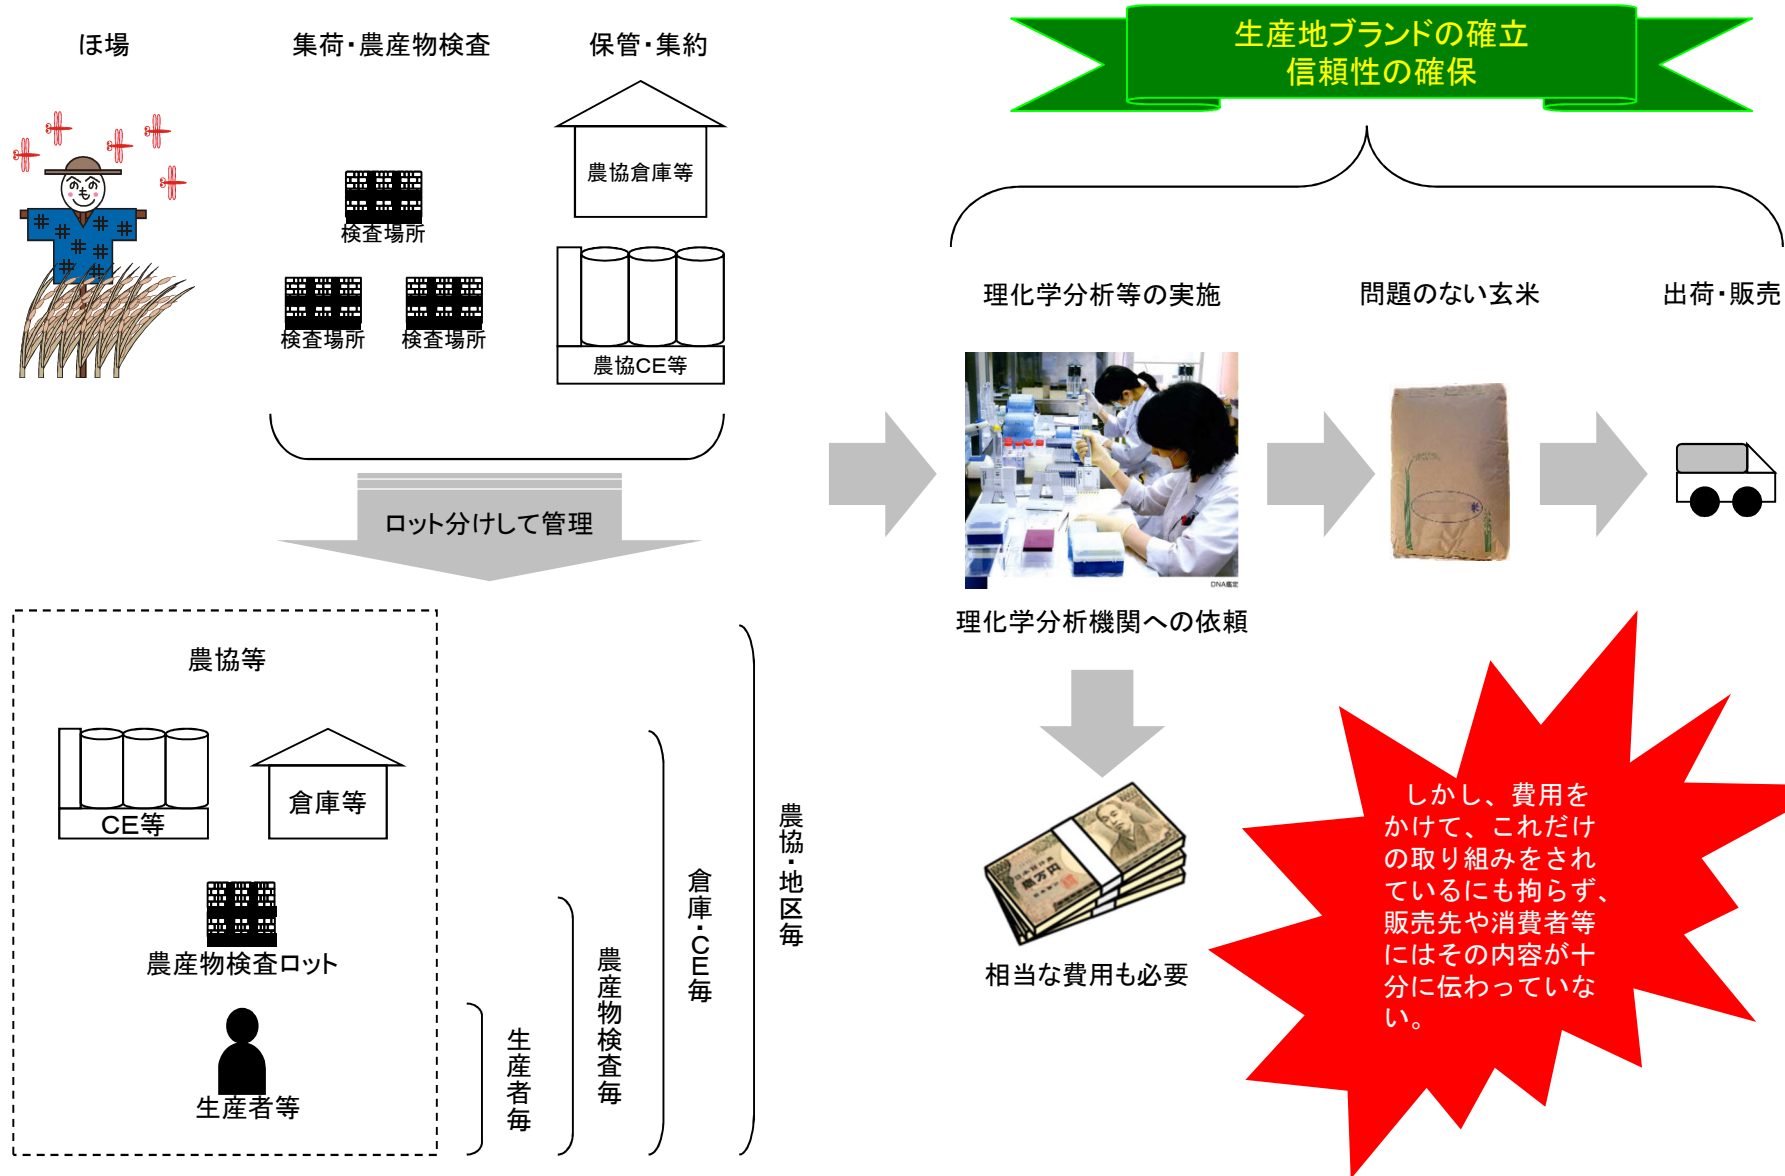 ほ場
集荷・農産物検査
保管・集約
生産地ブランドの確立
信頼性の確保
農協倉庫等
検査場所
検査場所
検査場所
農協CE等
理化学分析等の実施
問題のない玄米
出荷・販売
DNA鑑定
ロット分けして管理
理化学分析機関への依頼
相当な費用も必要
農協等
CE等
倉庫等
農産物検査ロット
生産者等
生産者毎
農産物検査毎
倉庫・CE毎
農協・地区毎
しかし、費用を
かけて、これだけ
の取り組みをされ
ているにも拘らず、
販売先や消費者等
にはその内容が十
分に伝わっていな
い。